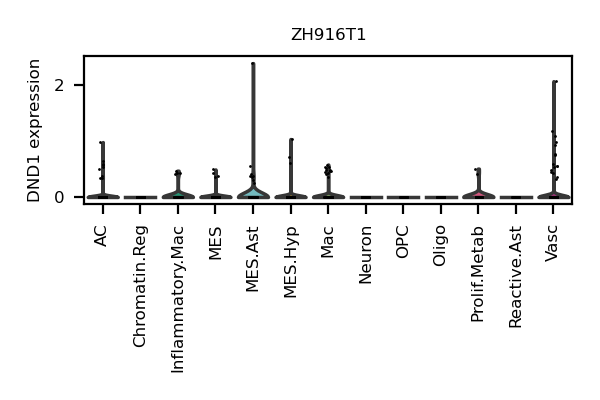 ZH916T1
DND1 expression
2
0
AC
Chromatin.Reg
Inflammatory.Mac
MES
MES.Ast
MES.Hyp
Mac
Neuron
OPC
Oligo
Prolif.Metab
Reactive.Ast
Vasc